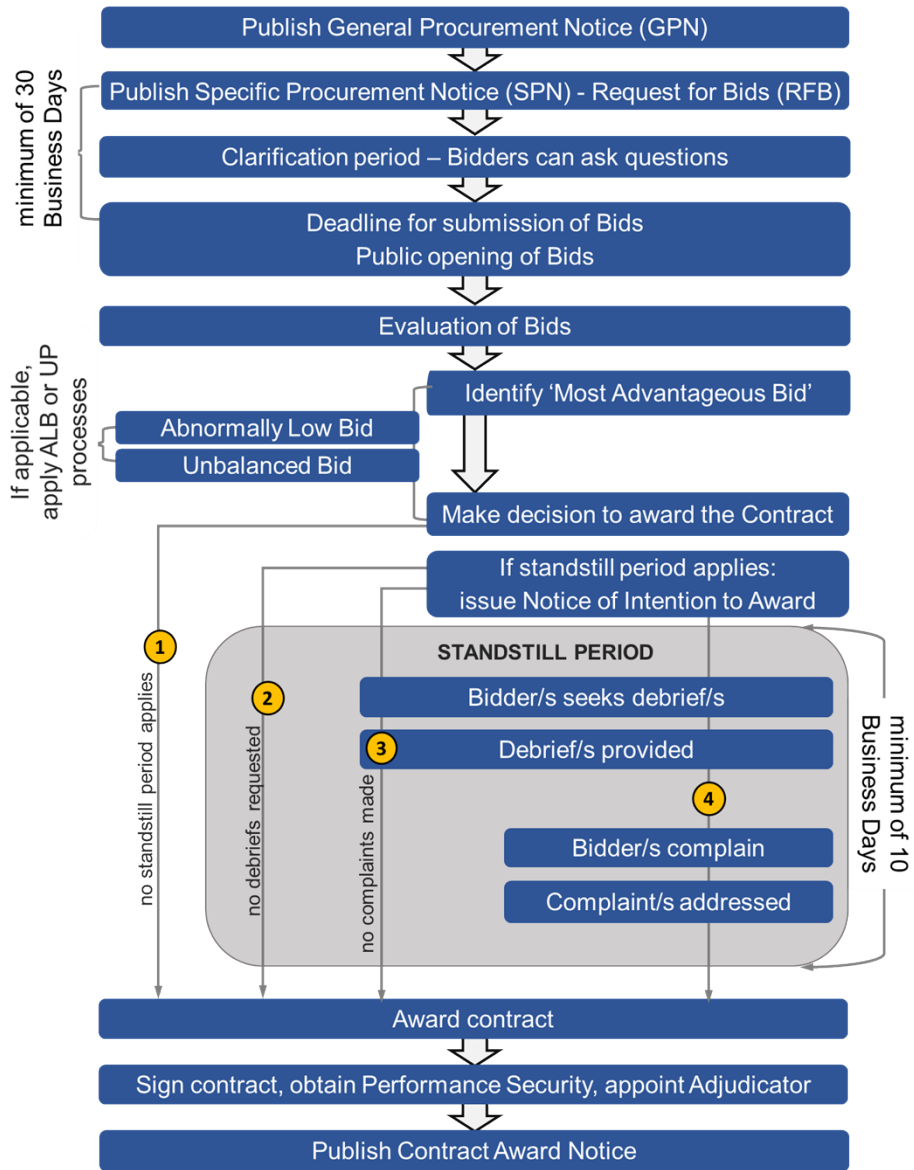 Publish General Procurement Notice (GPN)
minimum of 30
Business Days
Publish Specific Procurement Notice (SPN) - Request for Bids (RFB)
Clarification period – Bidders can ask questions
Deadline for submission of Bids
Public opening of Bids
Evaluation of Bids
If applicable,
apply ALB or UP
processes
Identify ‘Most Advantageous Bid’
Abnormally Low Bid
Unbalanced Bid
Make decision to award the Contract
If standstill period applies:
issue Notice of Intention to Award
1
no standstill period applies
STANDSTILL PERIOD
2
no debriefs requested
Bidder/s seeks debrief/s
3
no complaints made
Debrief/s provided
4
Bidder/s complain
Complaint/s addressed
minimum of 10
Business Days
Award contract
Sign contract, obtain Performance Security, appoint Adjudicator
Publish Contract Award Notice